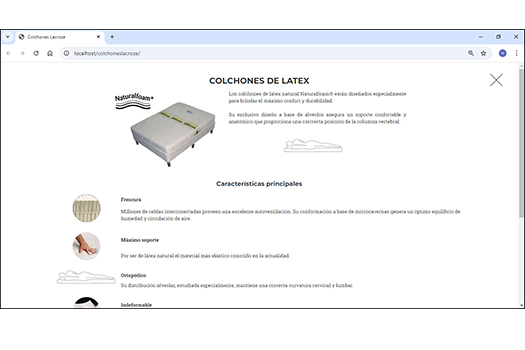 Colchones Lacroze
localhost/colchoneslacroze/
COLCHONES DE LATEX
Naturalfoam®
Los colchones de látex natural Naturalfoam® están diseñados especialmente
para brindar el máximo confort y durabilidad.
Su exclusivo diseño a base de alveolos asegura un soporte confortable y
anatómico que proporciona una correcta posición de la columna vertebral.
Características principales
Frescura
Millones de celdas interconectadas proveen una excelente autoventilación. Su conformación a base de microcavernas genera un óptimo equilibrio de
humedad y circulación de aire.
Máximo soporte
Por ser de látex natural el material más elástico conocido en la actualidad.
Ortopédico
Su distribución alveolar, estudiada especialmente, mantiene una correcta curvatura cervical y lumbar.
Indeformable